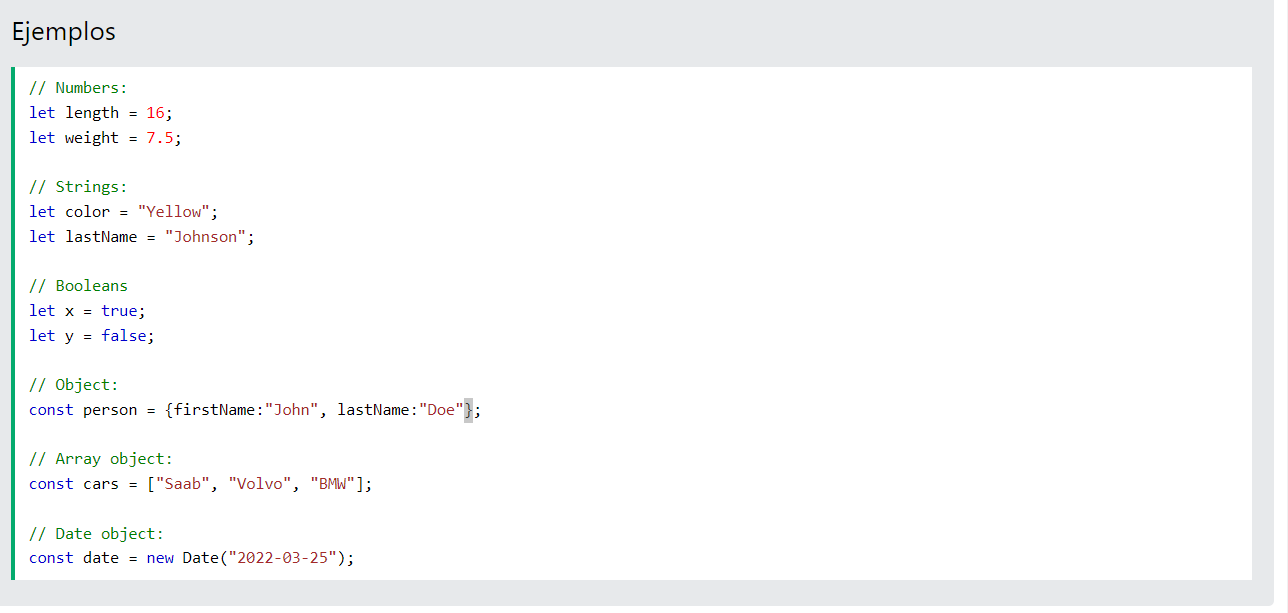 Ejemplos
// Numbers:
let length = 16;
let weight = 7.5;
// Strings:
let color = "Yellow";
let lastName = "Johnson";
// Booleans
let x = true;
let y = false;
// Object:
const person = {firstName:"John", lastName:"Doe"};
// Array object:
const cars = ["Saab", "Volvo", "BMW"];
// Date object:
const date = new Date("2022-03-25");